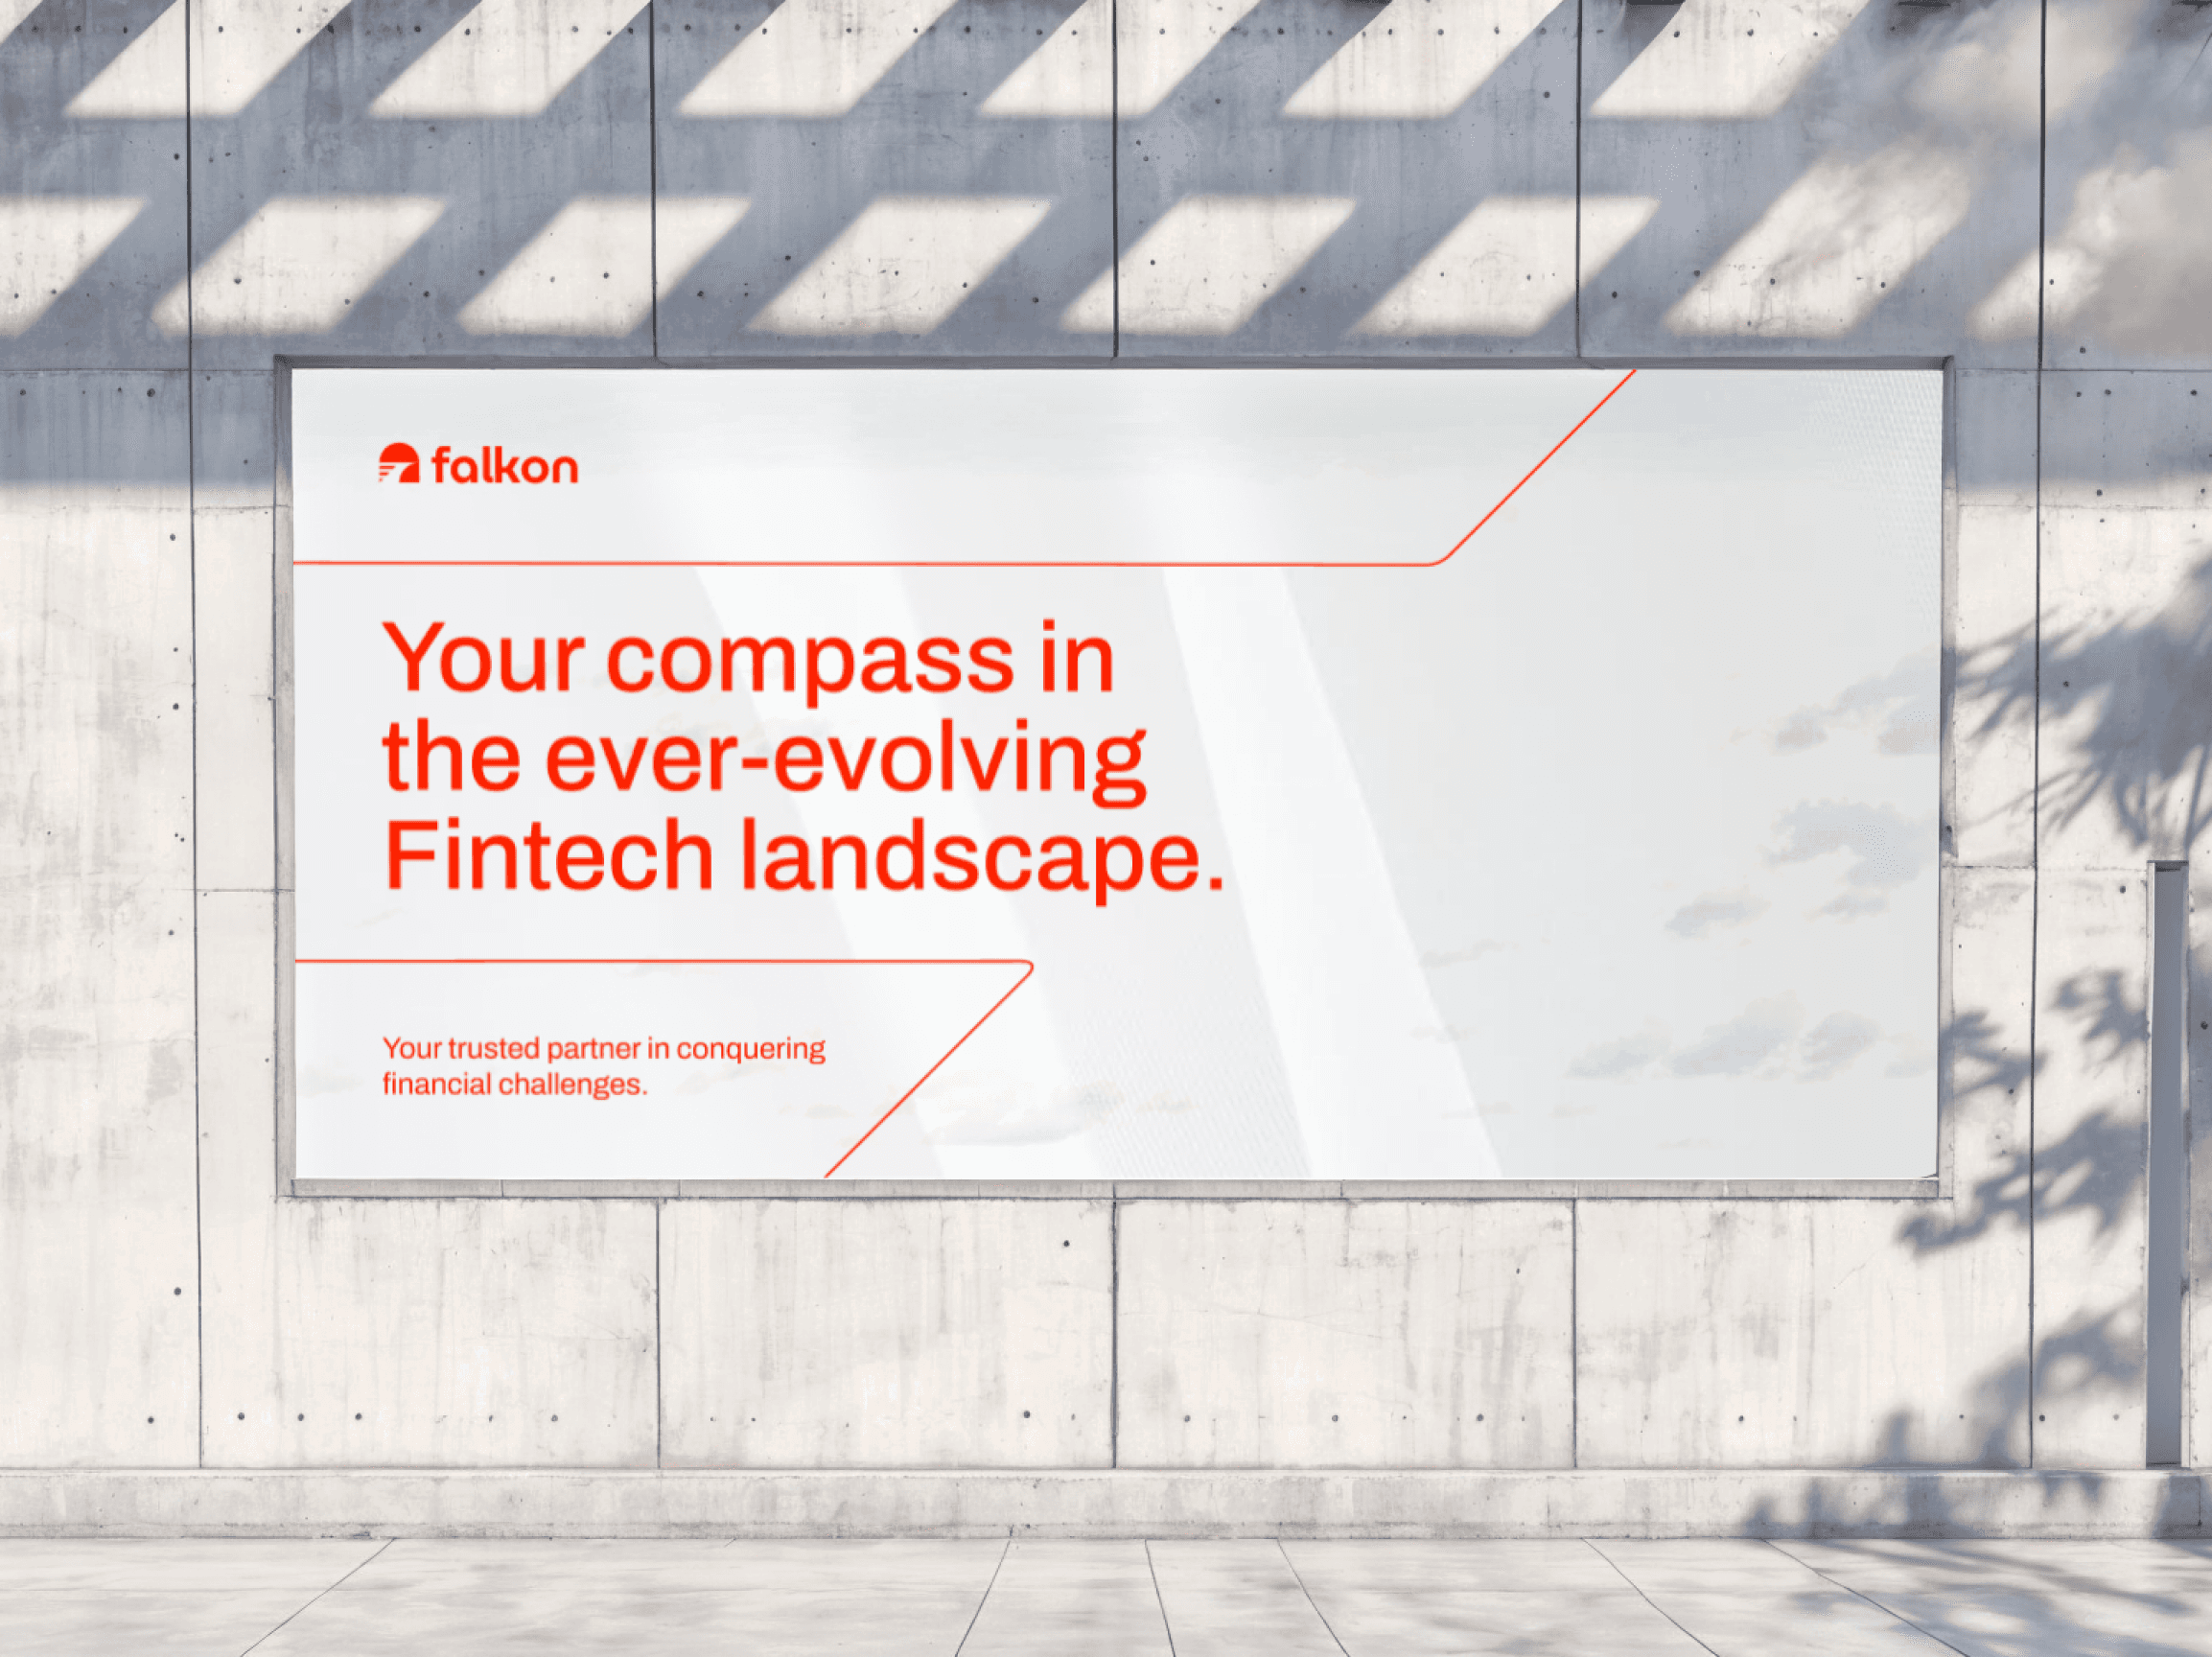 falkon
Your compass in
the ever-evolving
Fintech landscape.
Your trusted partner in conquering
financial challenges.